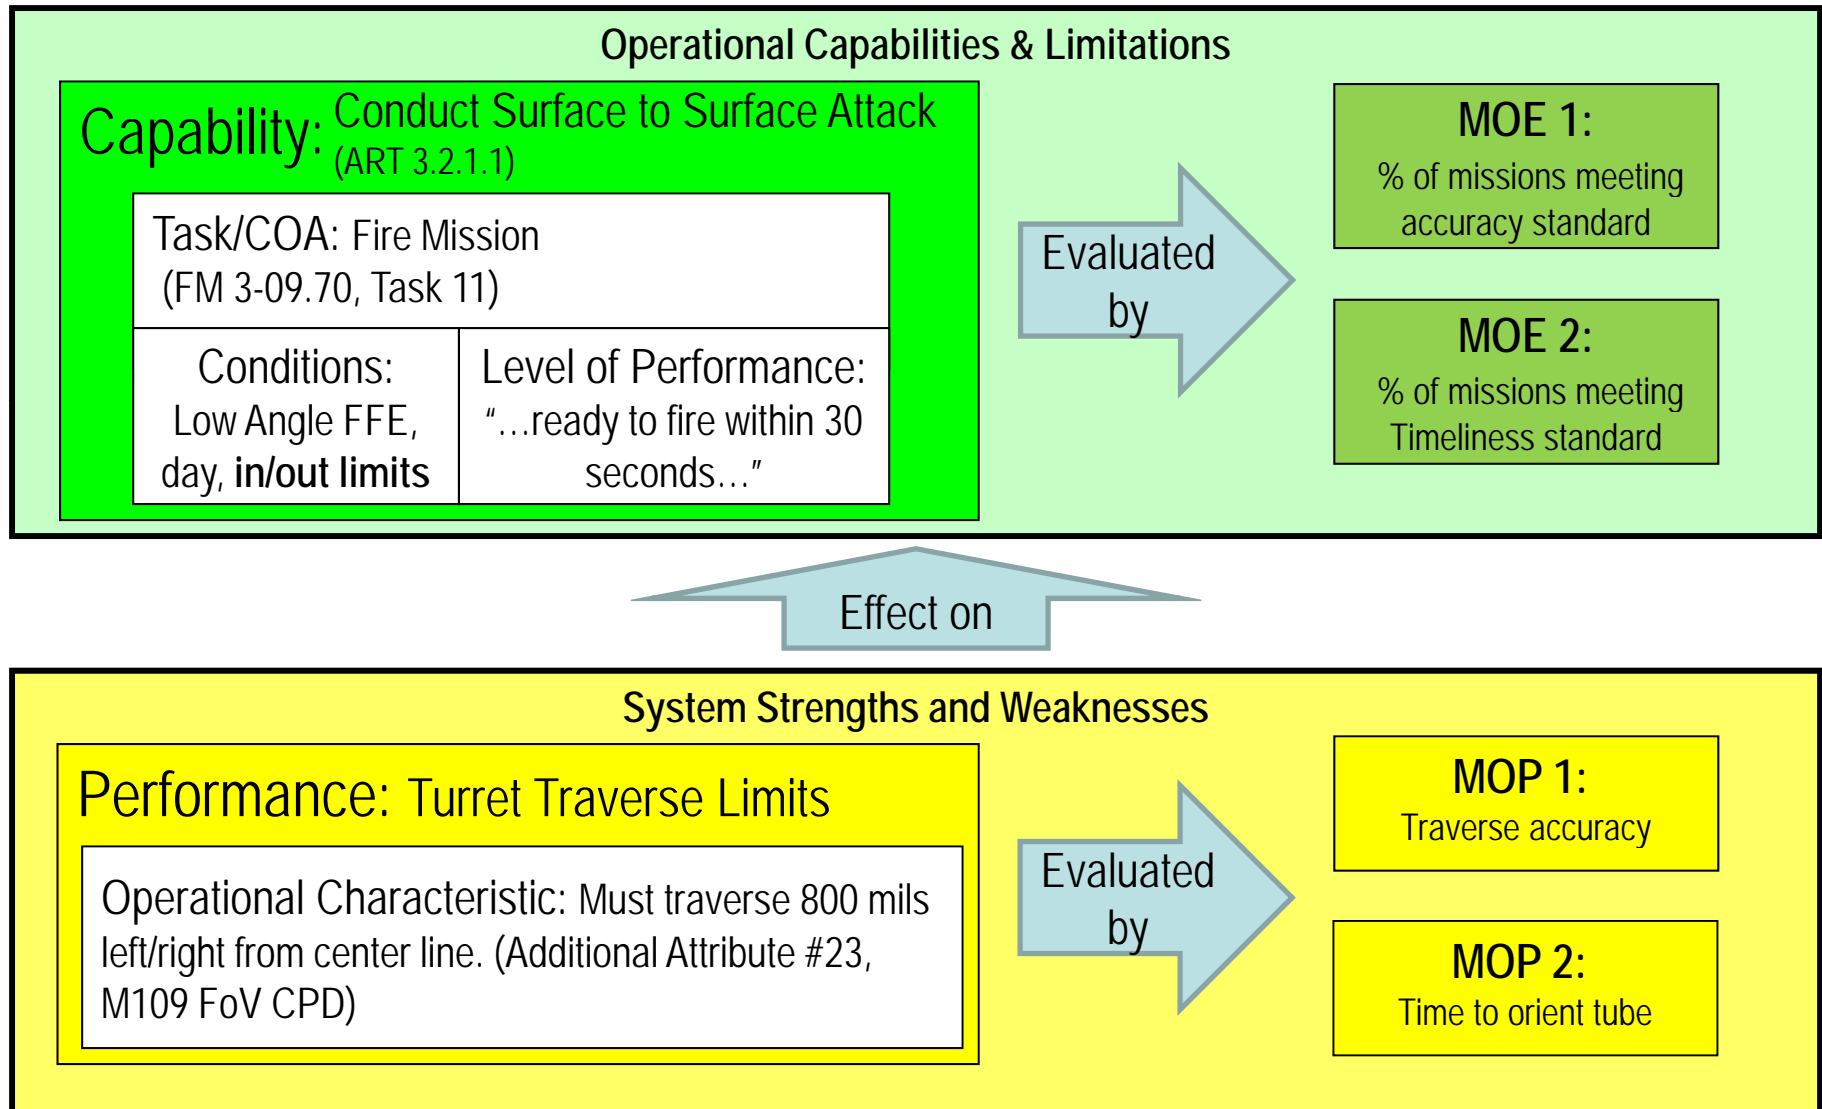 Operational Capabilities & Limitations
Capability: Conduct Surface to Surface Attack
(ART 3.2.1.1)
Task/COA: Fire Mission
(FM 3-09.70, Task 11)
Conditions:
Low Angle FFE,
day, in/out limits
Level of Performance:
“…ready to fire within 30
seconds…”
Evaluated
by
MOE 1:
% of missions meeting
accuracy standard
MOE 2:
% of missions meeting
Timeliness standard
Effect on
System Strengths and Weaknesses
Performance: Turret Traverse Limits
Operational Characteristic: Must traverse 800 mils
left/right from center line. (Additional Attribute #23,
M109 FoV CPD)
Evaluated
by
MOP 1:
Traverse accuracy
MOP 2:
Time to orient tube